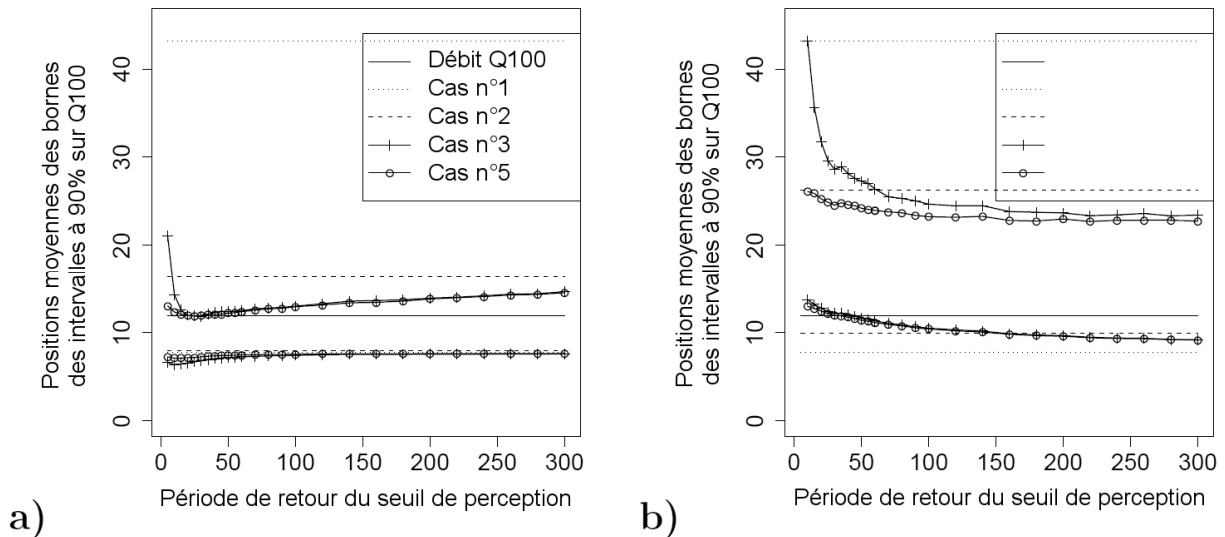 Positions moyennes des bornes
des intervalles à 90% sur Q100
0
10
20
30
40
Débit Q100
Cas n°1
Cas n°2
Cas n°3
Cas n°5
0
50
100
150
200
250
300
Période de retour du seuil de perception
a)
Positions moyennes des bornes
des intervalles à 90% sur Q100
0
10
20
30
40
0
50
100
150
200
250
300
Période de retour du seuil de perception
b)